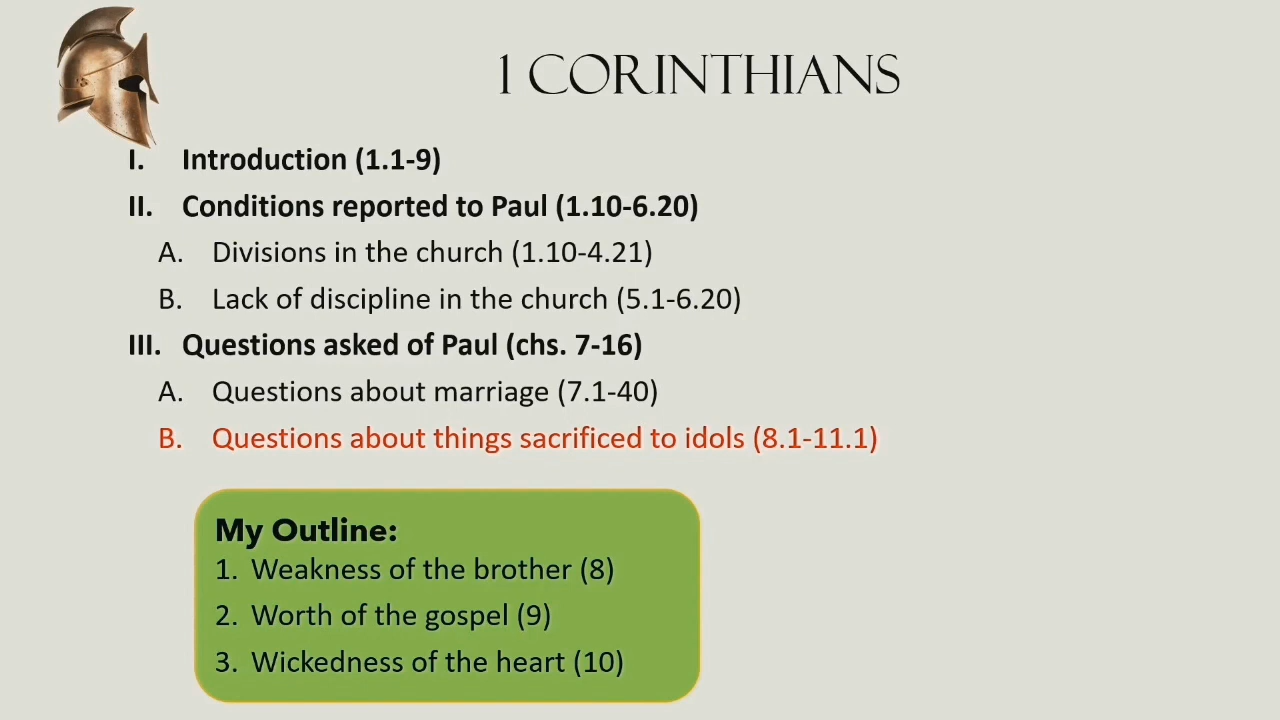 1 CORINTHIANS
I. Introduction (1.1-9)
II. Conditions reported to Paul (1.10-6.20)
A. Divisions in the church (1.10-4.21)
B. Lack of discipline in the church (5.1-6.20)
III. Questions asked of Paul (chs. 7-16)
A. Questions about marriage (7.1-40)
B. Questions about things sacrificed to idols (8.1-11.1)
My Outline:
1. Weakness of the brother (8)
2. Worth of the gospel (9)
3. Wickedness of the heart (10)